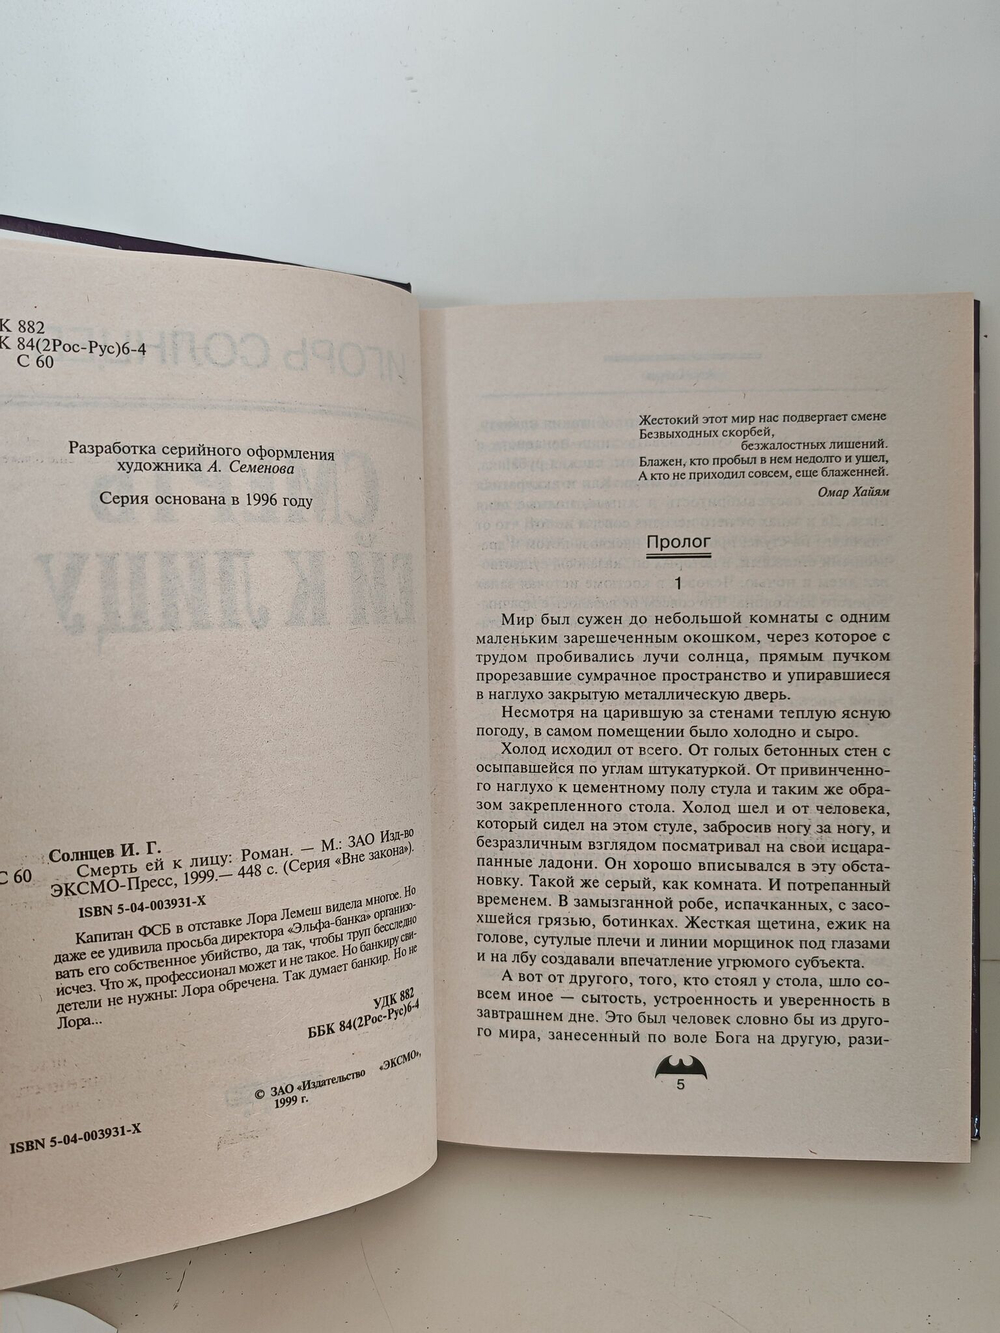 К 882
К 84(2Рос-Рус)6-4
С 60
Разработка серийного оформления
художника А. Семенова
Серия основана в 1996 году
Солнцев И. Г.
С 60
Смерть ей к лицу: Роман. — М.: ЗАО Изд-во
ЭКСМО-Пресс, 1999.— 448 с. (Серия «Вне закона»).
ISBN 5-04-003931-X
Капитан ФСБ в отставке Лора Лемеш видела многое. Но
даже ее удивила просьба директора «Эльфа-банка» организо-
вать его собственное убийство, да так, чтобы труп бесследно
исчез. Что ж, профессионал может и не такое. Но банкиру сви-
детели не нужны: Лора обречена. Так думает банкир. Но не
Лора...
УДК 882
ББК 84(2Рос-Рус)6-4
© ЗАО «Издательство «ЭКСМО»,
1999 г.
ISBN 5-04-003931-X
Жестокий этот мир нас подвергает смене
Безвыходных скорбей,
безжалостных лишений.
Блажен, кто пробыл в нем недолго и ушел,
А кто не приходил совсем, еще блаженней.
Омар Хайям
Пролог
1
Мир был сужен до небольшой комнаты с одним
маленьким зарешеченным окошком, через которое с
трудом пробивались лучи солнца, прямым пучком
прорезавшие сумрачное пространство и упиравшиеся
в наглухо закрытую металлическую дверь.
Несмотря на царившую за стенами теплую ясную
погоду, в самом помещении было холодно и сыро.
Холод исходил от всего. От голых бетонных стен с
осыпавшейся по углам штукатуркой. От привинченно-
го наглухо к цементному полу стула и таким же обра-
зом закрепленного стола. Холод шел и от человека,
который сидел на этом стуле, забросив ногу за ногу, и
безразличным взглядом посматривал на свои исцара-
панные ладони. Он хорошо вписывался в эту обста-
новку. Такой же серый, как комната. И потрепанный
временем. В замызганной робе, испачканных, с засо-
хшейся грязью, ботинках. Жесткая щетина, ежик на
голове, сутулые плечи и линии морщинок под глазами
и на лбу создавали впечатление угрюмого субъекта.
А вот от другого, того, кто стоял у стола, шло со-
всем иное — сытость, устроенность и уверенность в
завтрашнем дне. Это был человек словно бы из друго-
го мира, занесенный по воле Бога на другую, рази-
5